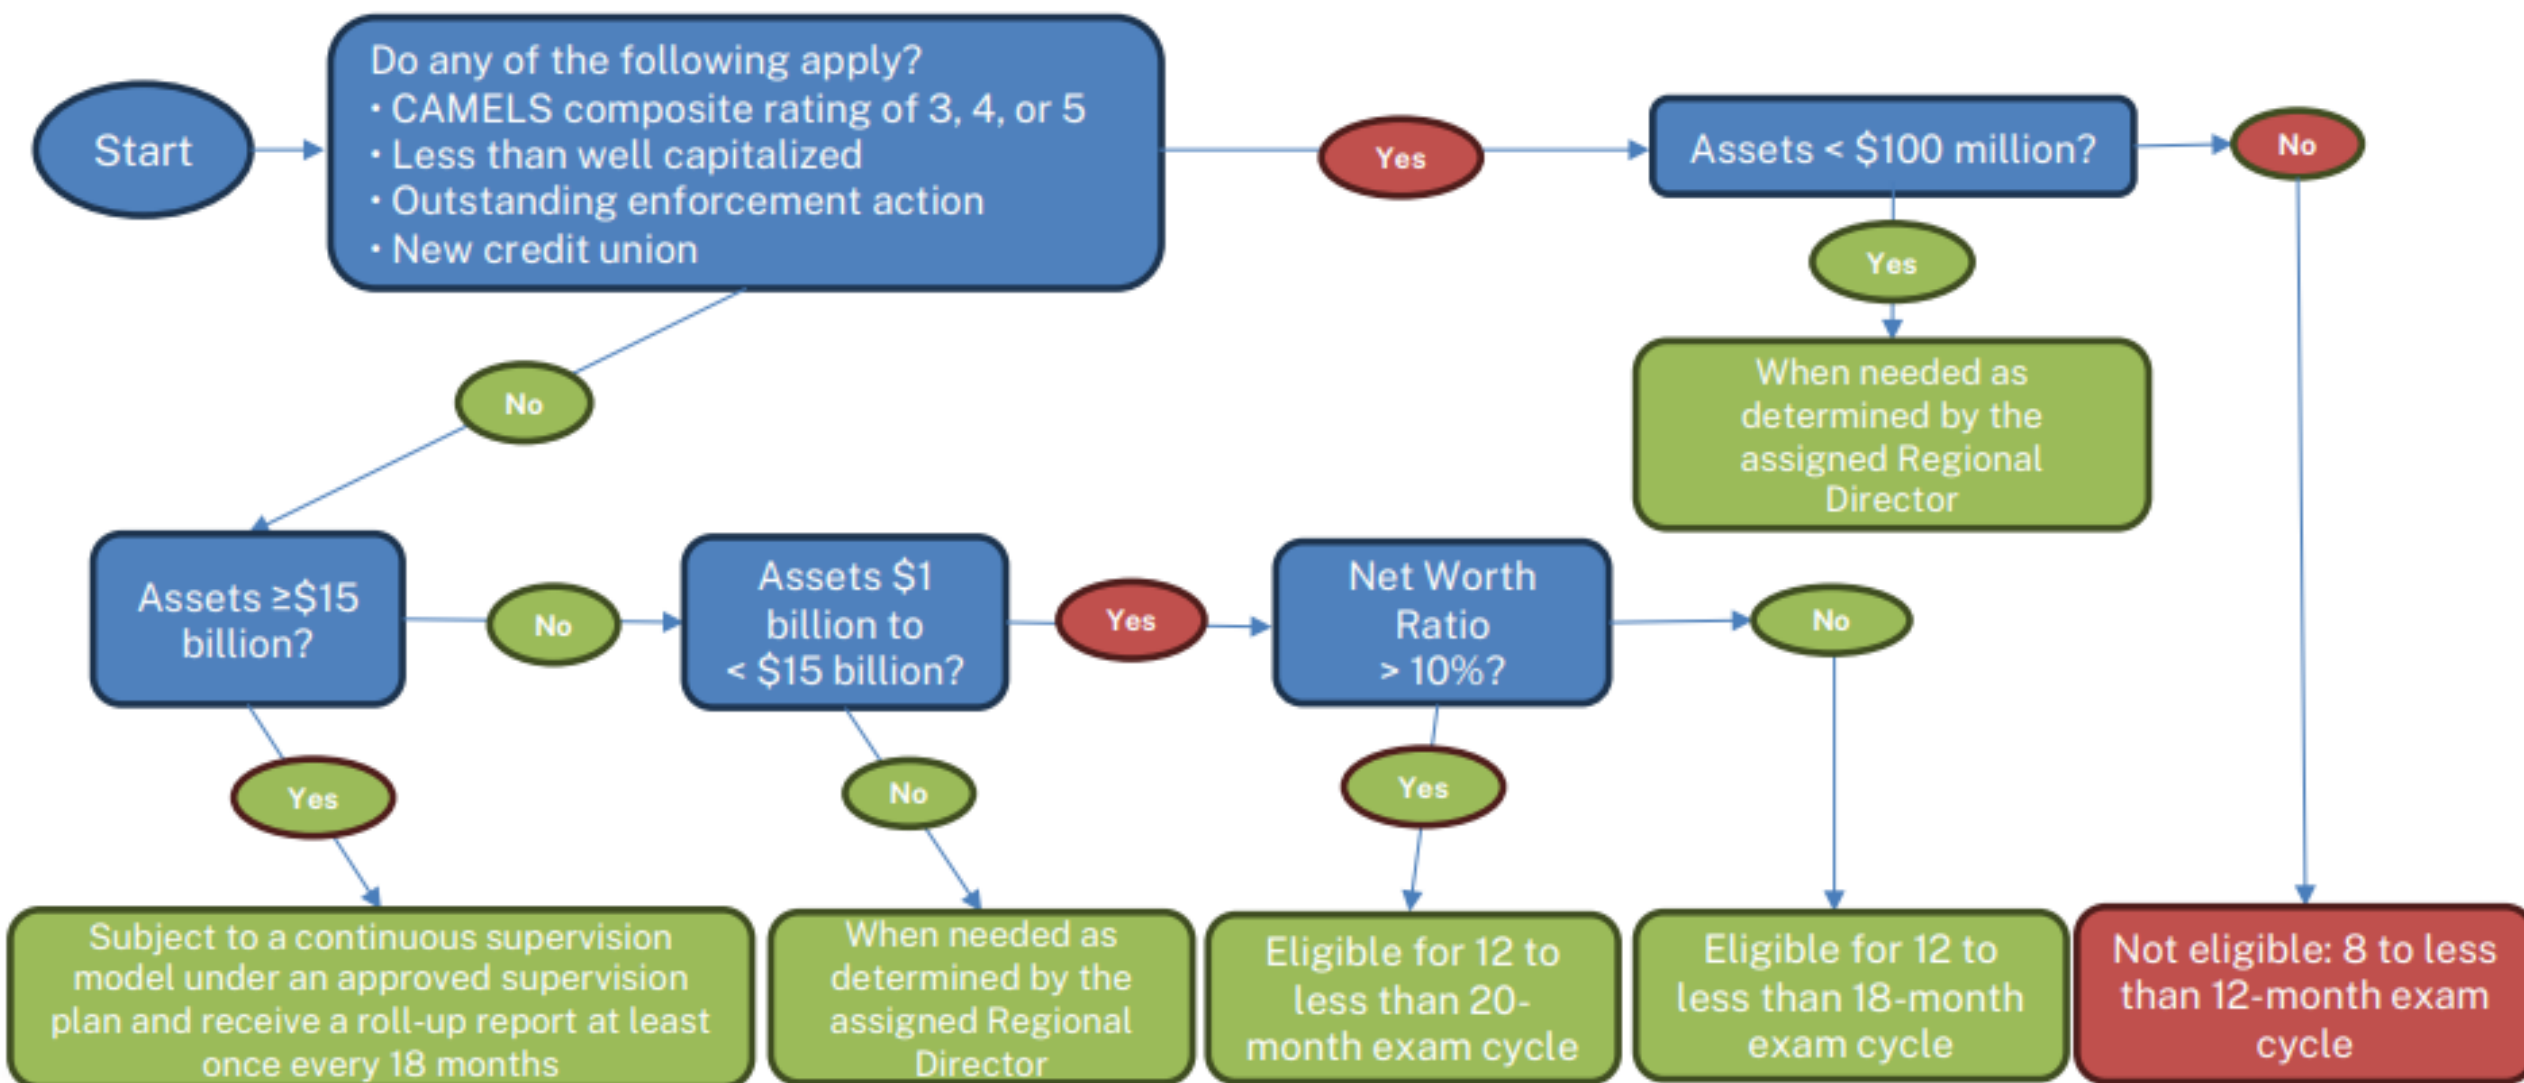 Start
Do any of the following apply?
• CAMELS composite rating of 3, 4, or 5
• Less than well capitalized
• Outstanding enforcement action
• New credit union
Yes
Assets < $100 million?
No
Yes
When needed as
determined by the
assigned Regional
Director
No
Assets ≥$15
billion?
No
Assets $1
billion to
< $15 billion?
Yes
Net Worth
Ratio
> 10%?
No
Yes
No
Yes
Subject to a continuous supervision
model under an approved supervision
plan and receive a roll-up report at least
once every 18 months
When needed as
determined by the
assigned Regional
Director
Eligible for 12 to
less than 20-
month exam cycle
Eligible for 12 to
less than 18-month
exam cycle
Not eligible: 8 to less
than 12-month exam
cycle